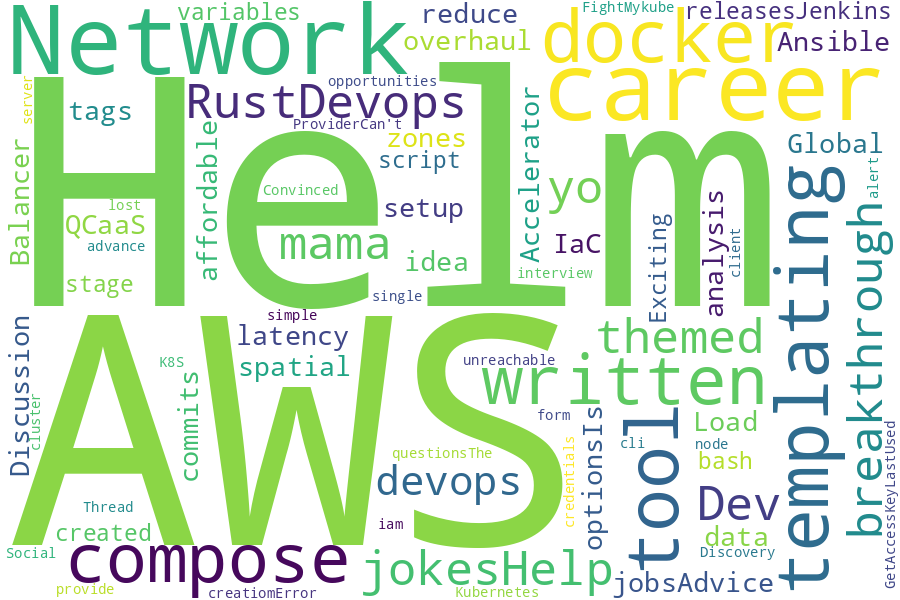 Network
variables
reduce
overhaul
FightMykube
docker
releasesJenkins
Ansible
career
server
tags
RustDevops
opportunities
ProviderCan't
zones
script
Helm
Accelerator
Global
alert
Balancer
affordable
lost
QCaaS
advance
Convinced
setup
mama
yo
IaC
idea
interview
stage
single
Exciting
analysis
client
templating
breakthrough
simple
latency
spatial
K8S
AWS
Discussion
cluster
commits
themed
unreachable
written
form
Load
cli
node
bash
questionsThe
devops
credentials
optionsIs
tool
Dev
data
Discovery
GetAccessKeyLastUsed
Thread
created
iam
Social
compose
jokesHelp
jobsAdvice
provide
creatiomError
Kubernetes